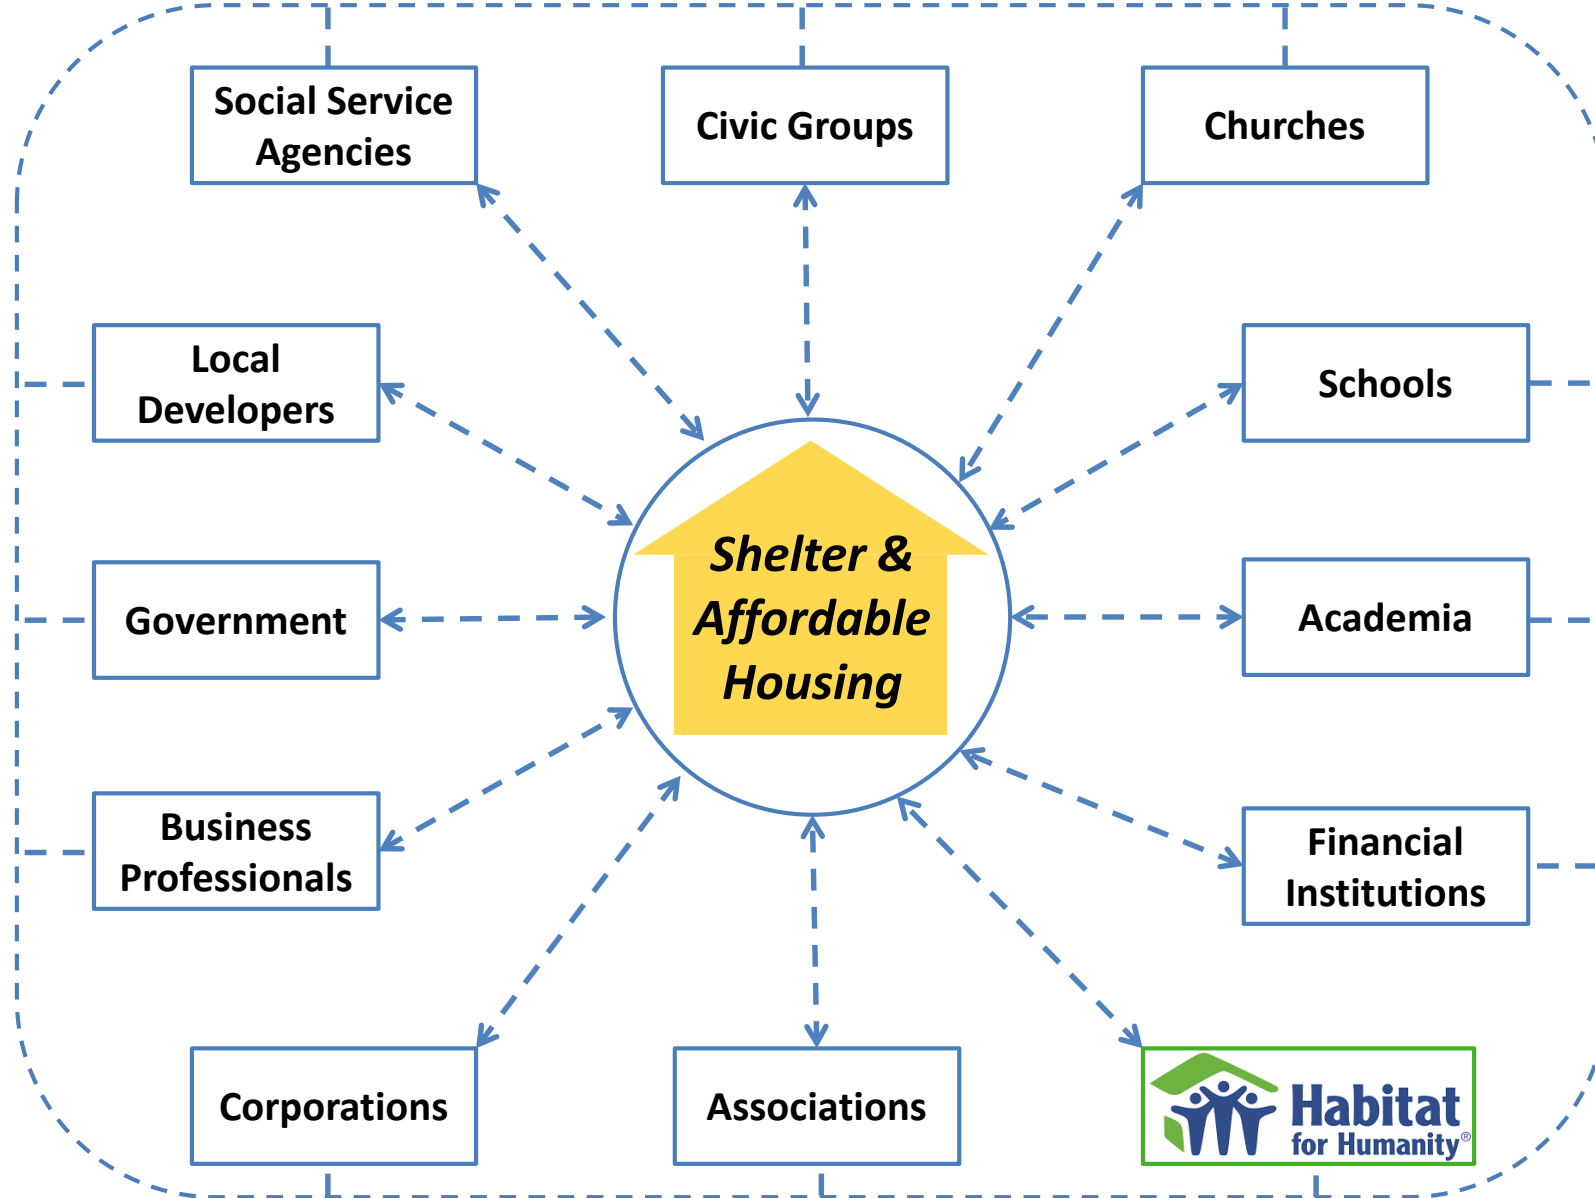 Social Service
Agencies
Civic Groups
Churches
Local
Developers
Schools
Shelter &
Affordable
Housing
Government
Academia
Business
Professionals
Financial
Institutions
Corporations
Associations
Habitat
for Humanity®